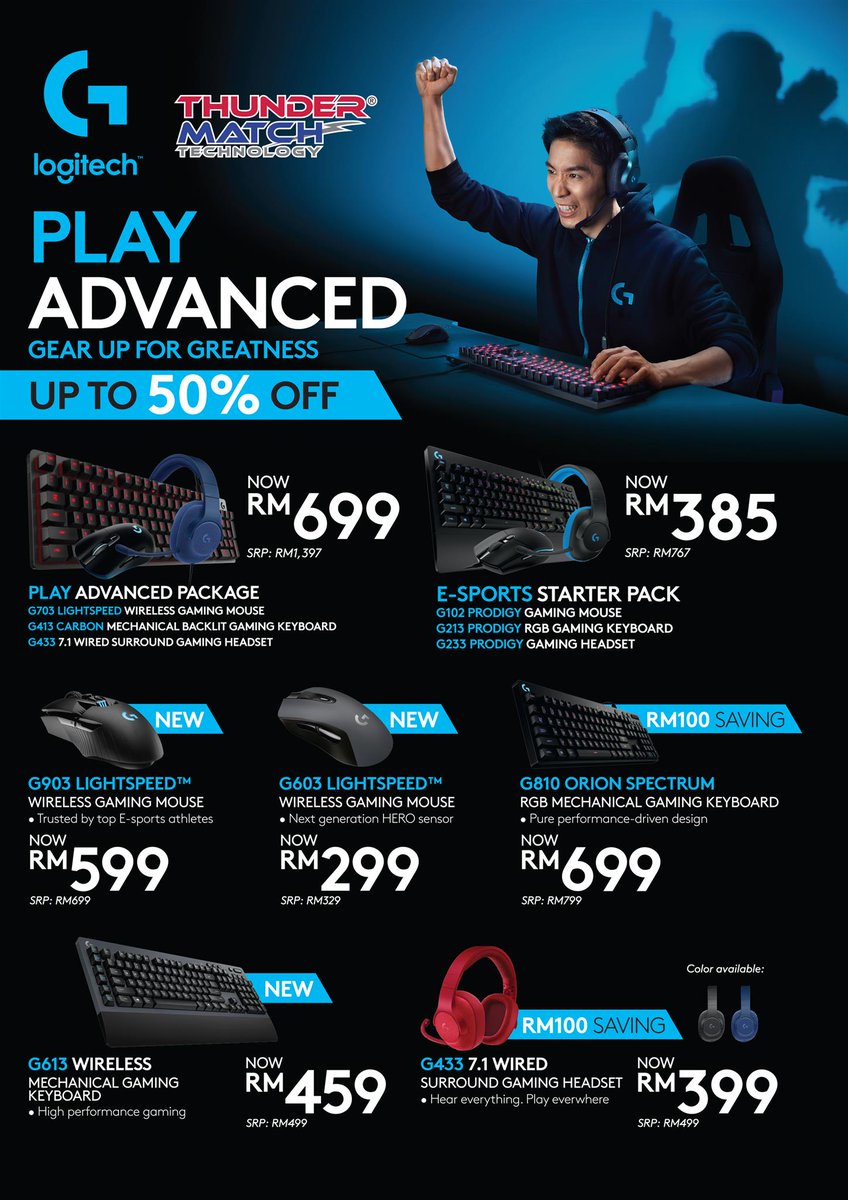 logitech™
THUNDER®
MATCH
TECHNOLOGY
PLAY
ADVANCED
GEAR UP FOR GREATNESS
UP TO 50% OFF
NOW
RM699
SRP: RM1,397
PLAY ADVANCED PACKAGE
G703 LIGHTSPEED WIRELESS GAMING MOUSE
G413 CARBON MECHANICAL BACKLIT GAMING KEYBOARD
G433 7.1 WIRED SURROUND GAMING HEADSET
NOW
RM385
SRP: RM767
E-SPORTS STARTER PACK
G102 PRODIGY GAMING MOUSE
G213 PRODIGY RGB GAMING KEYBOARD
G233 PRODIGY GAMING HEADSET
NEW
G903 LIGHTSPEED™
WIRELESS GAMING MOUSE
• Trusted by top E-sports athletes
NOW
RM599
SRP: RM699
NEW
G603 LIGHTSPEED™
WIRELESS GAMING MOUSE
• Next generation HERO sensor
NOW
RM299
SRP: RM329
RM100 SAVING
G810 ORION SPECTRUM
RGB MECHANICAL GAMING KEYBOARD
• Pure performance-driven design
NOW
RM699
SRP: RM799
NEW
G613 WIRELESS
MECHANICAL GAMING
KEYBOARD
• High performance gaming
NOW
RM459
SRP: RM499
Color available:
RM100 SAVING
G433 7.1 WIRED
SURROUND GAMING HEADSET
• Hear everything. Play everwhere
NOW
RM399
SRP: RM499